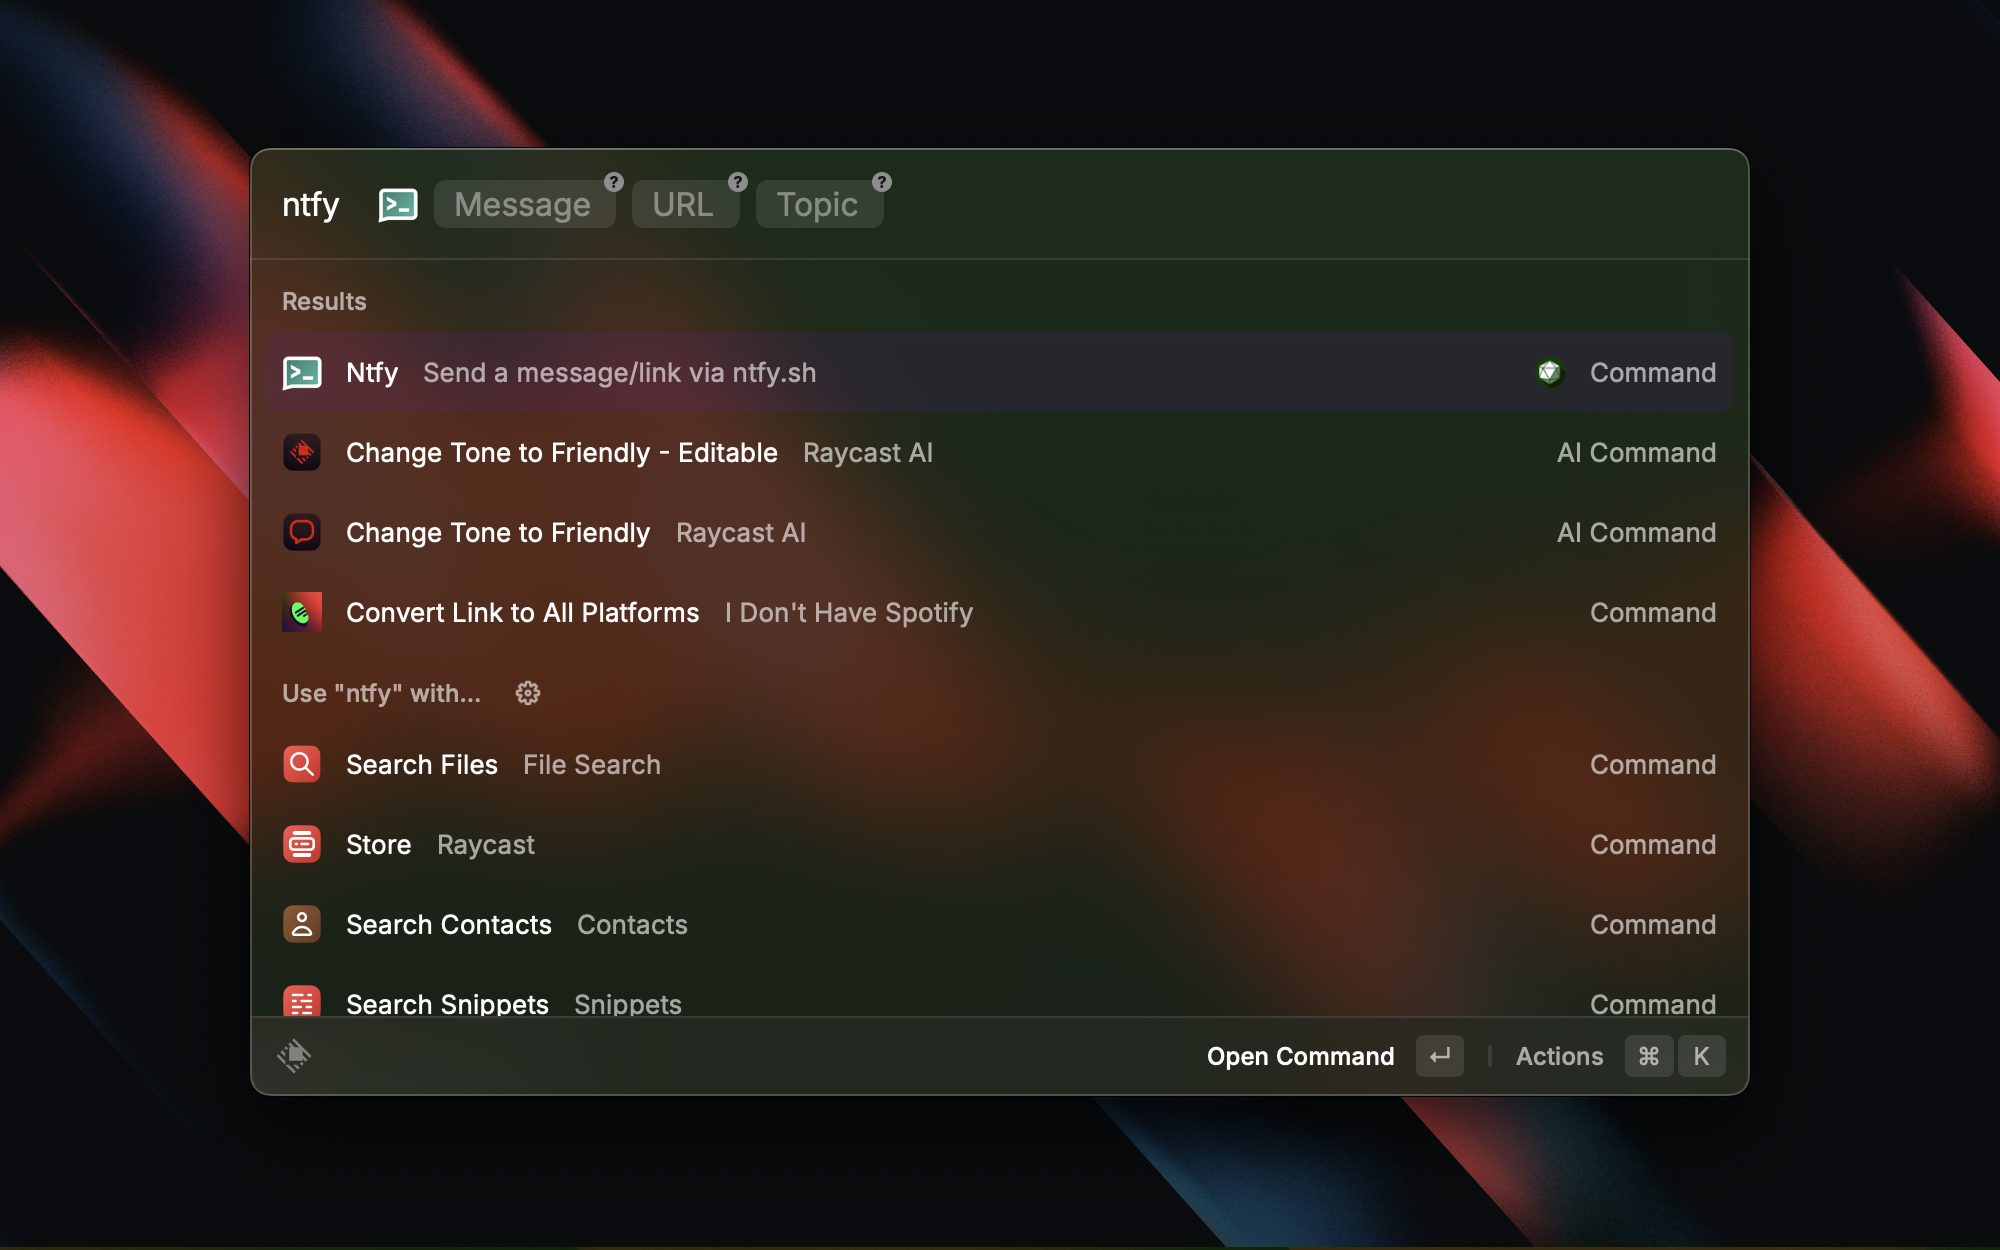 ntfy Message ? URL ? Topic ?
Results
Ntfy Send a message/link via ntfy.sh Command
Change Tone to Friendly - Editable Raycast AI AI Command
Change Tone to Friendly Raycast AI AI Command
Convert Link to All Platforms I Don't Have Spotify Command
Use "ntfy" with...
Search Files File Search Command
Store Raycast Command
Search Contacts Contacts Command
Search Snippets Snippets Command
Open Command ↵ | Actions ⌘ K